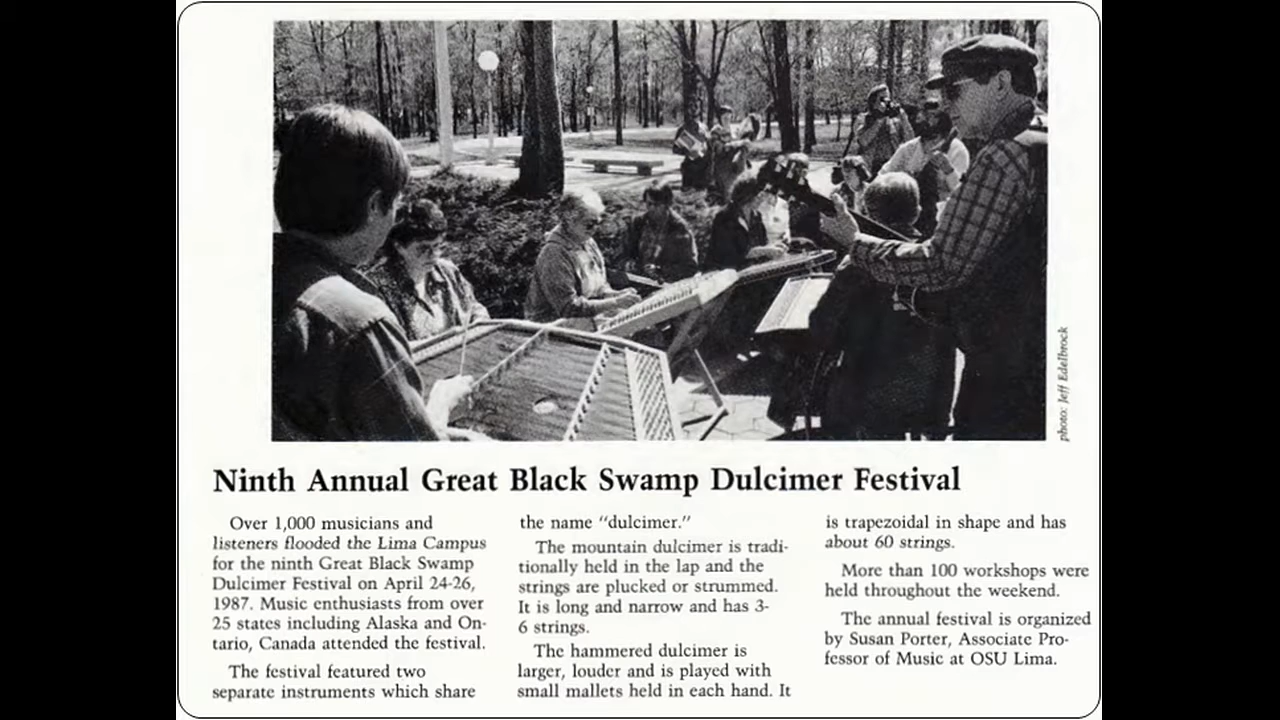 photo: Jeff Edelbrock
Ninth Annual Great Black Swamp Dulcimer Festival
Over 1,000 musicians and
listeners flooded the Lima Campus
for the ninth Great Black Swamp
Dulcimer Festival on April 24-26,
1987. Music enthusiasts from over
25 states including Alaska and On-
tario, Canada attended the festival.
The festival featured two
separate instruments which share
the name "dulcimer."
The mountain dulcimer is tradi-
tionally held in the lap and the
strings are plucked or strummed.
It is long and narrow and has 3-
6 strings.
The hammered dulcimer is
larger, louder and is played with
small mallets held in each hand. It
is trapezoidal in shape and has
about 60 strings.
More than 100 workshops were
held throughout the weekend.
The annual festival is organized
by Susan Porter, Associate Pro-
fessor of Music at OSU Lima.